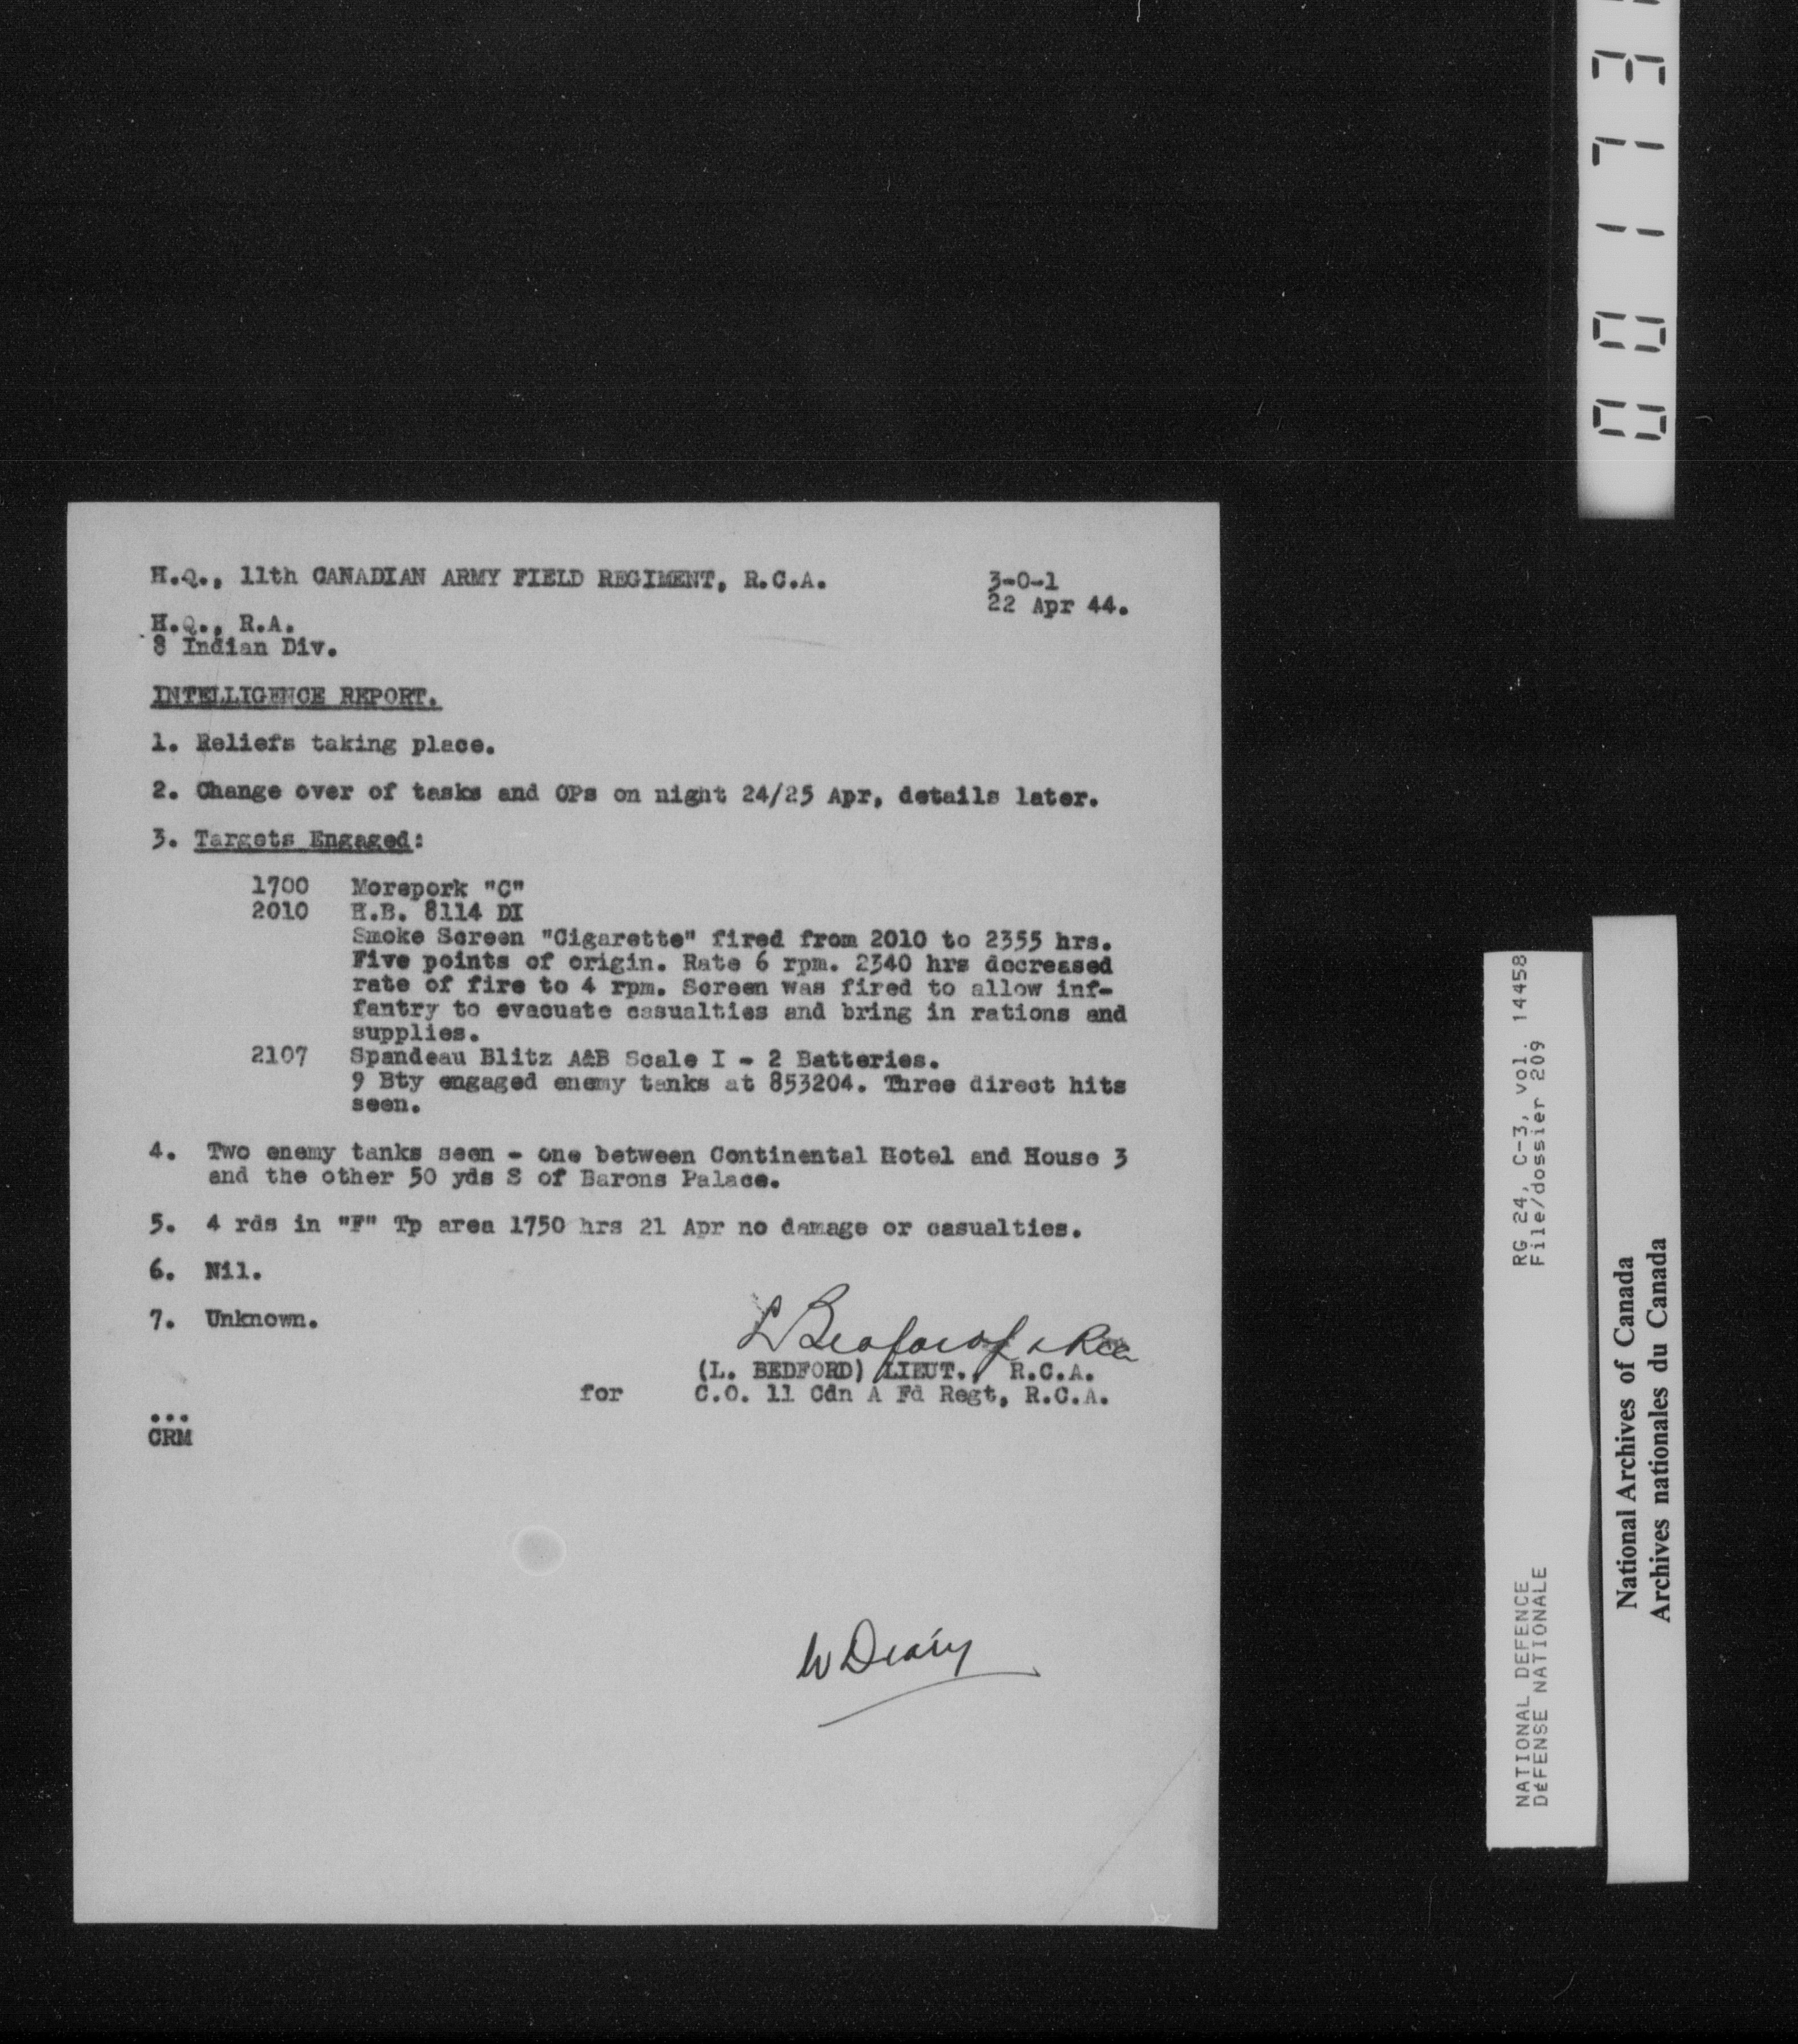 H.Q., 11th CANADIAN ARMY FIELD REGIMENT, R.C.A.
3-0-1
22 Apr 44.
H.Q., R.A.
8 Indian Div.
INTELLIGENCE REPORT.
1. Reliefs taking place.
2. Change over of tasks and OPs on night 24/25 Apr, details later.
3. Targets Engaged:
1700 Morepork "C"
2010 H.B. 8114 DI
Smoke Screen "Cigarette" fired from 2010 to 2355 hrs.
Five points of origin. Rate 6 rpm. 2340 hrs decreased
rate of fire to 4 rpm. Screen was fired to allow inf-
fantry to evacuate casualties and bring in rations and
supplies.
2107 Spandeau Blitz A&B Scale I - 2 Batteries.
9 Bty engaged enemy tanks at 853204. Three direct hits
seen.
4. Two enemy tanks seen - one between Continental Hotel and House 3
and the other 50 yds S of Barons Palace.
5. 4 rds in "F" Tp area 1750 hrs 21 Apr no damage or casualties.
6. Nil.
7. Unknown.
L Bedford Lt RCA
(L. BEDFORD) LIEUT., R.C.A.
for C.O. 11 Cdn A Fd Regt, R.C.A.
...
CRM
W Diary
RG 24, C-3, vol. 14458
File/dossier 209
NATIONAL DEFENCE
DÉFENSE NATIONALE
National Archives of Canada
Archives nationales du Canada